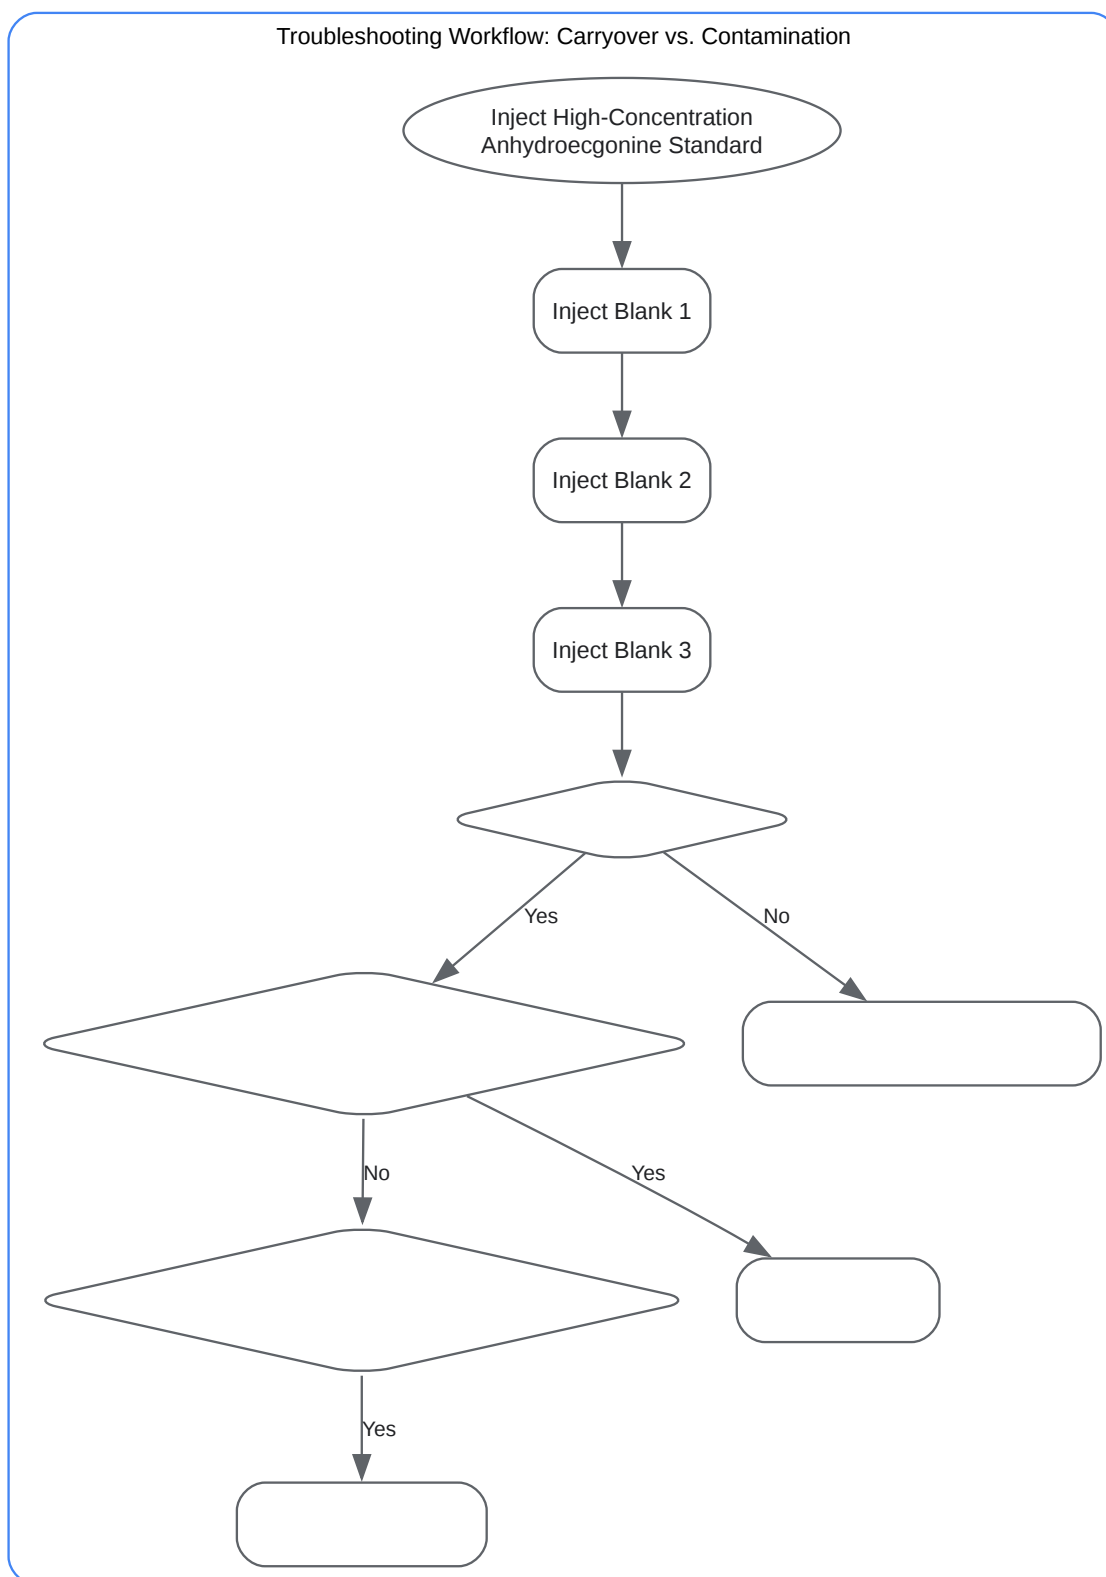 Troubleshooting Workflow: Carryover vs. Contamination
Inject High-Concentration
Anhydroecgonine Standard
Inject Blank 1
Inject Blank 2
Inject Blank 3
Yes
No
No
Yes
Yes